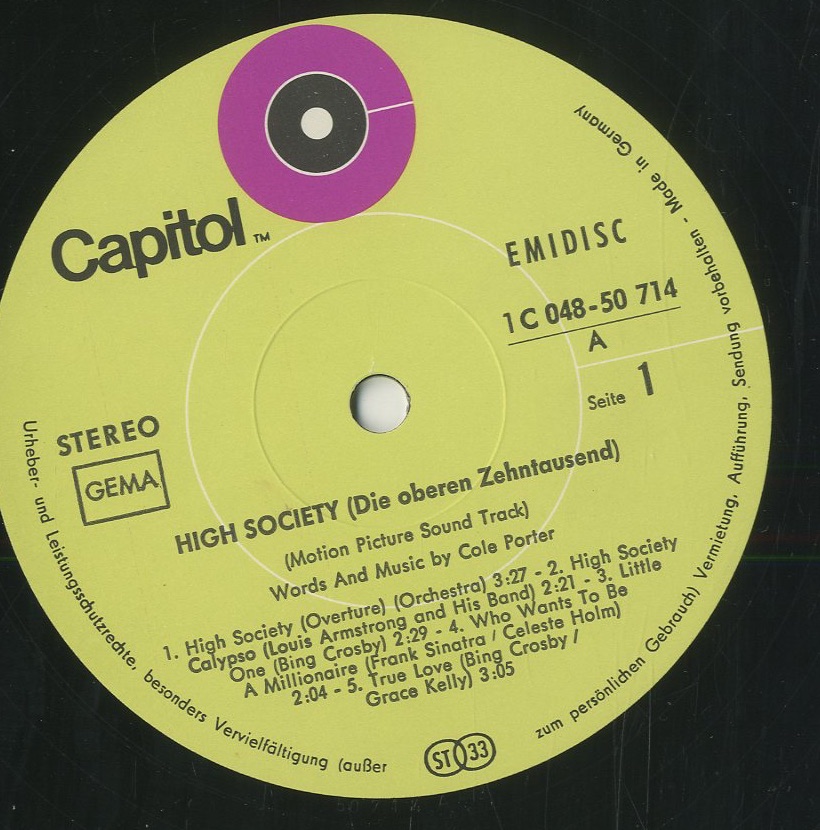 Capitol™
EMIDISC
1C 048-50 714
A
Seite 1
STEREO
GEMA
HIGH SOCIETY (Die oberen Zehntausend)
(Motion Picture Sound Track)
Words And Music by Cole Porter
1. High Society (Overture) (Orchestra) 3:27 - 2. High Society
Calypso (Louis Armstrong and His Band) 2:21 - 3. Little
One (Bing Crosby) 2:29 - 4. Who Wants To Be
A Millionaire (Frank Sinatra / Celeste Holm)
2:04 - 5. True Love (Bing Crosby /
Grace Kelly) 3:05
ST 33
Urheber- und Leistungsschutzrechte, besonders Vervielfältigung (außer zum persönlichen Gebrauch) Vermietung, Aufführung, Sendung vorbehalten - Made in Germany